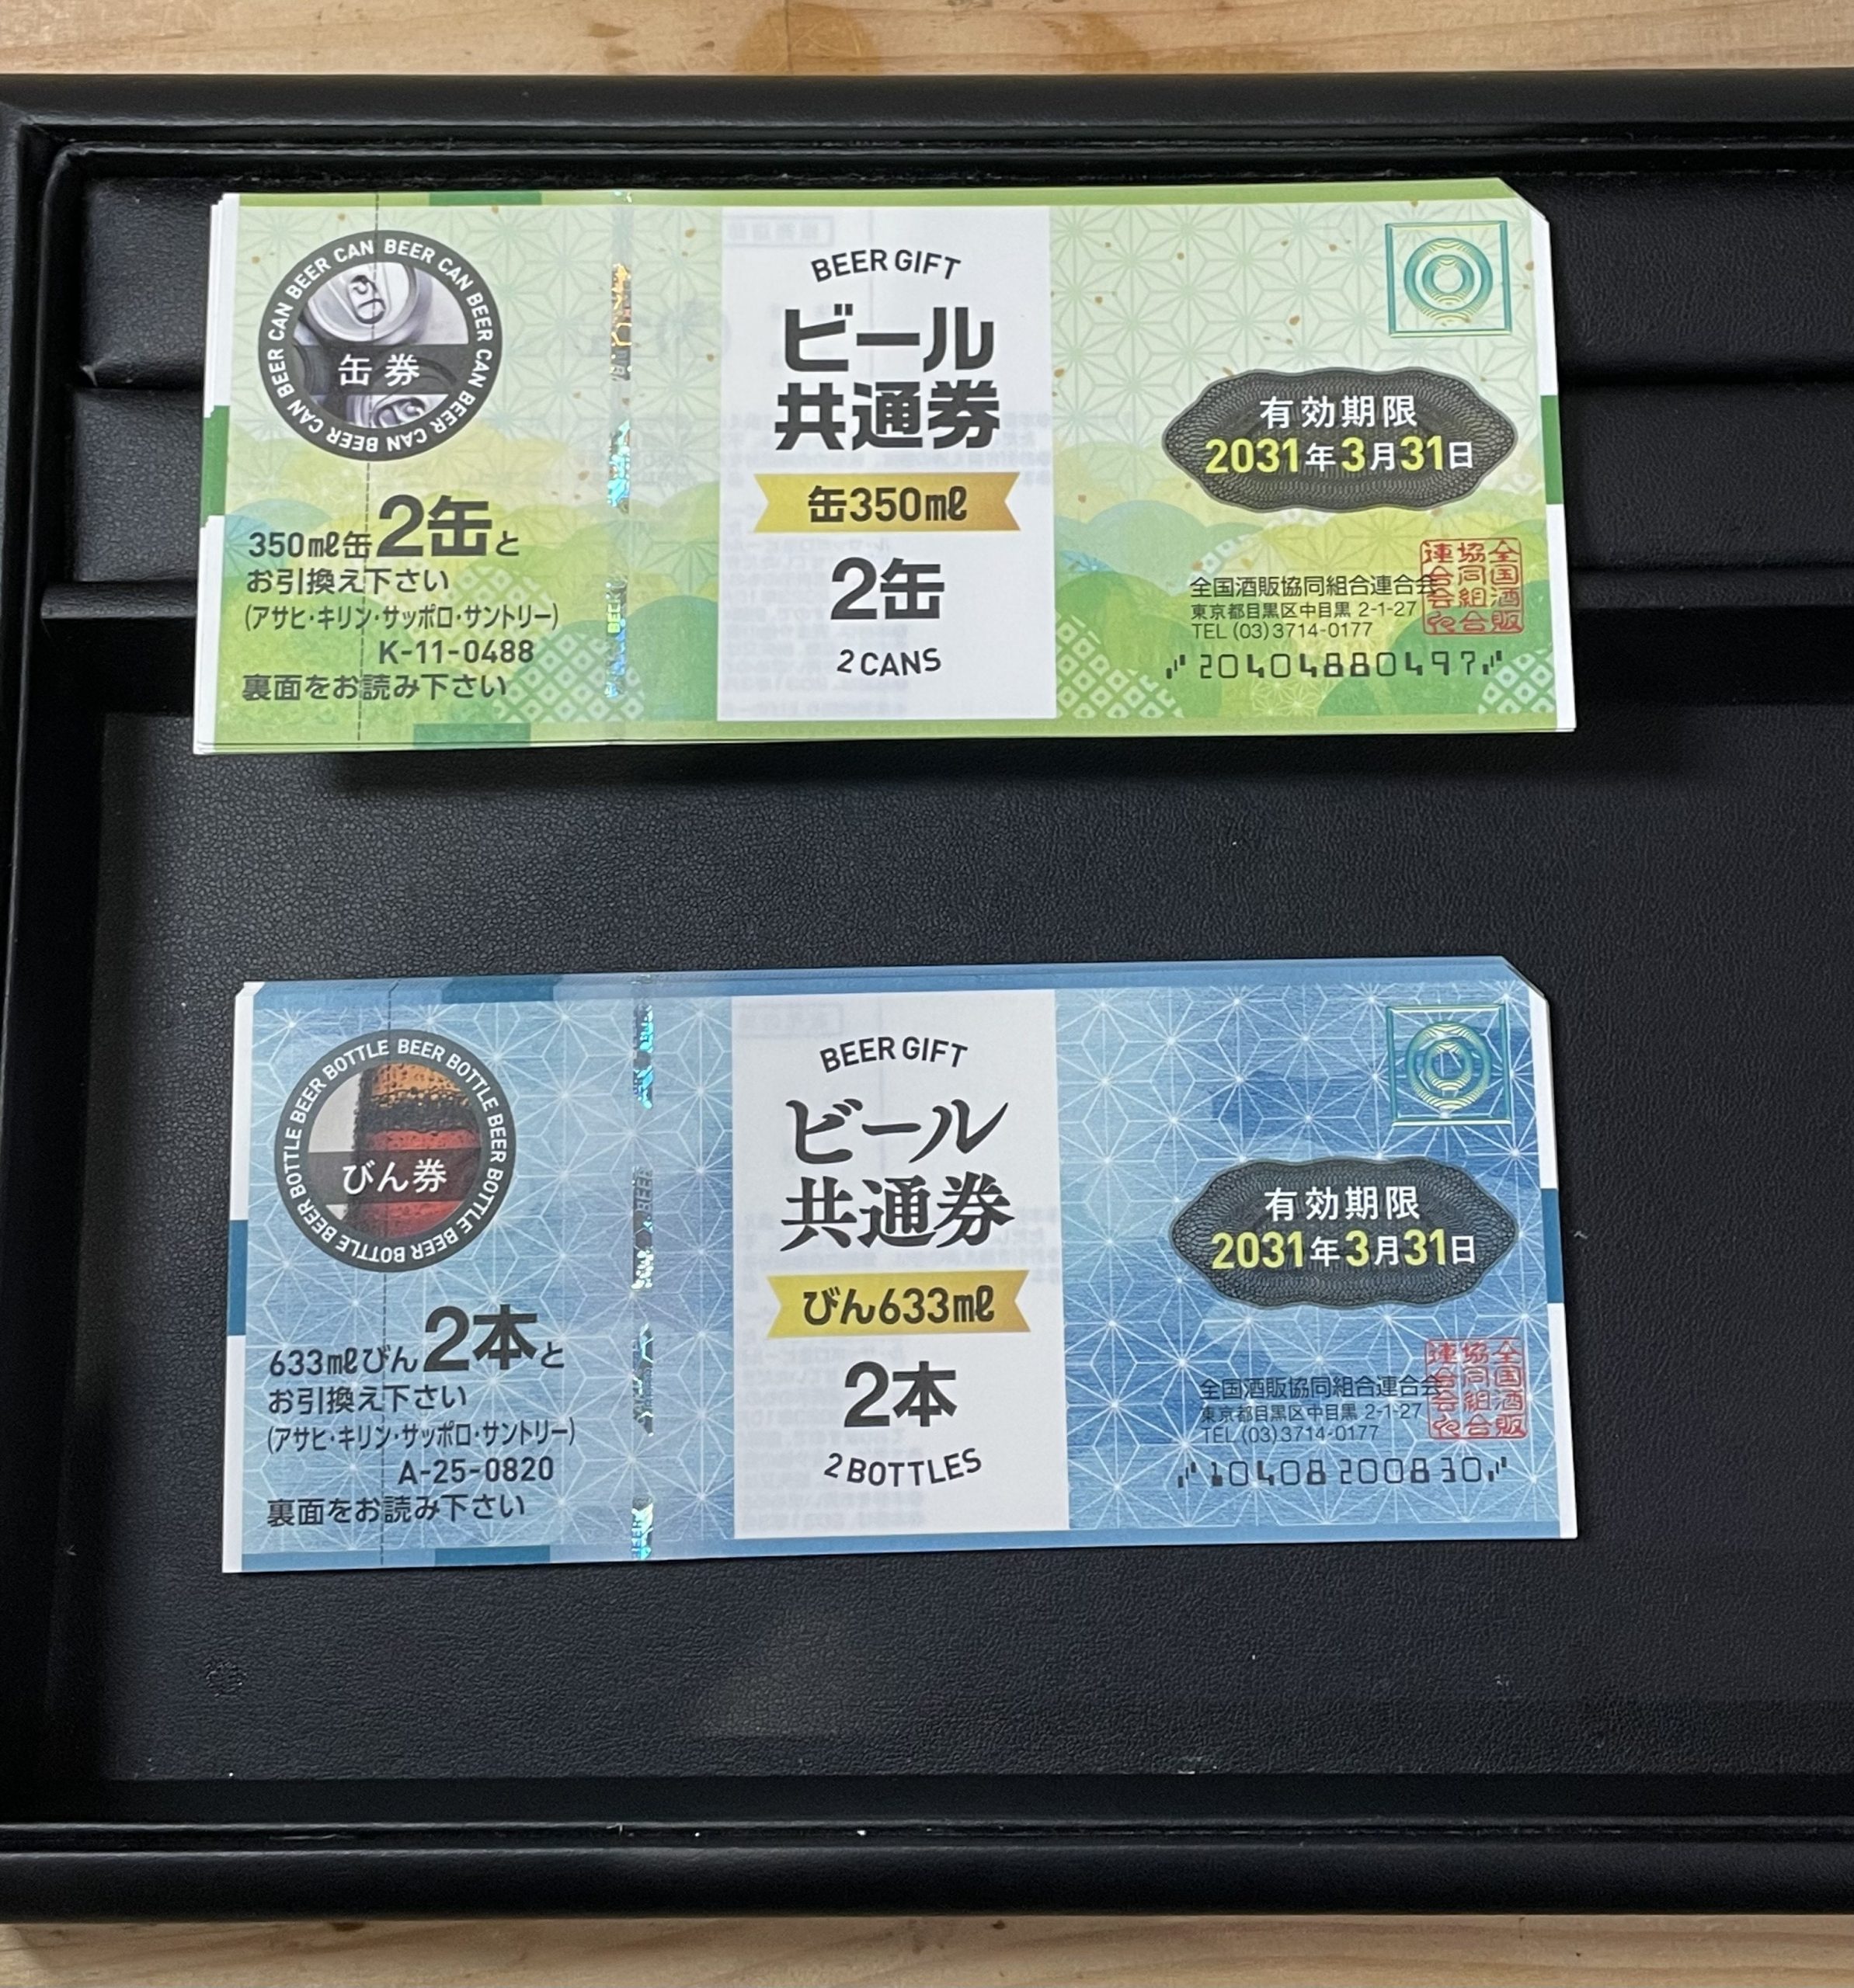 BEER CAN BEER CAN BEER CAN BEER CAN BEER CAN BEER CAN
缶券
350mℓ缶2缶と
お引換え下さい
(アサヒ・キリン・サッポロ・サントリー)
K-11-0488
裏面をお読み下さい
BEER GIFT
ビール
共通券
缶350mℓ
2缶
2 CANS
有効期限
2031年3月31日
全国酒販協同組合連合会
東京都目黒区中目黒 2-1-27
TEL (03)3714-0177
全国酒販
協同組合
連合会
20404880497
BEER BOTTLE BEER BOTTLE BEER BOTTLE BEER BOTTLE BEER BOTTLE
びん券
633mℓびん2本と
お引換え下さい
(アサヒ・キリン・サッポロ・サントリー)
A-25-0820
裏面をお読み下さい
BEER
BEER GIFT
ビール
共通券
びん633mℓ
2本
2 BOTTLES
有効期限
2031年3月31日
全国酒販協同組合連合会
東京都目黒区中目黒 2-1-27
TEL (03)3714-0177
全国酒販
協同組合
連合会
10408200830